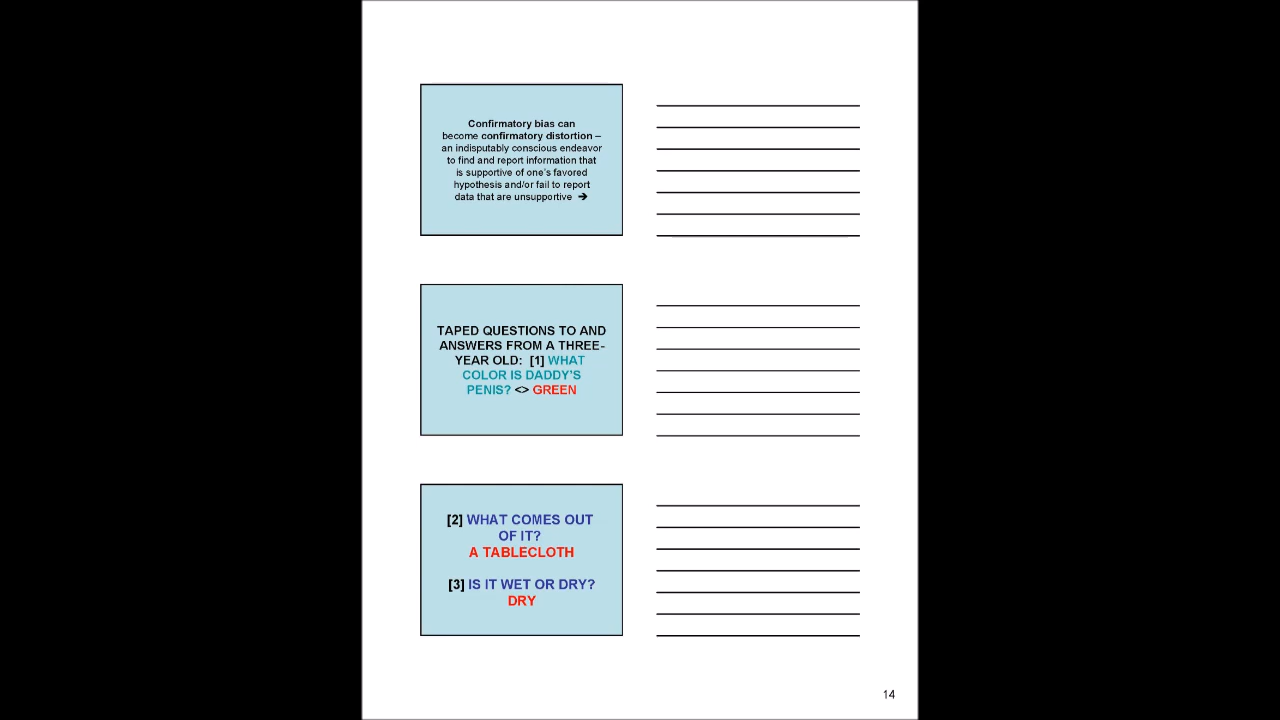 Confirmatory bias can
become confirmatory distortion –
an indisputably conscious endeavor
to find and report information that
is supportive of one's favored
hypothesis and/or fail to report
data that are unsupportive ➔
TAPED QUESTIONS TO AND
ANSWERS FROM A THREE-
YEAR OLD: [1] WHAT
COLOR IS DADDY'S
PENIS? <> GREEN
[2] WHAT COMES OUT
OF IT?
A TABLECLOTH
[3] IS IT WET OR DRY?
DRY
14